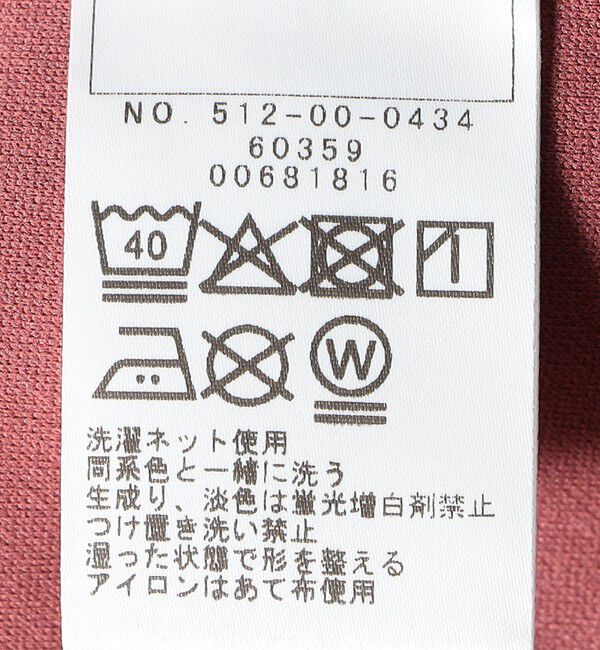 NO. 512-00-0434
60359
00681816
40
W
洗濯ネット使用
同系色と一緒に洗う
生成り、淡色は蛍光増白剤禁止
つけ置き洗い禁止
湿った状態で形を整える
アイロンはあて布使用